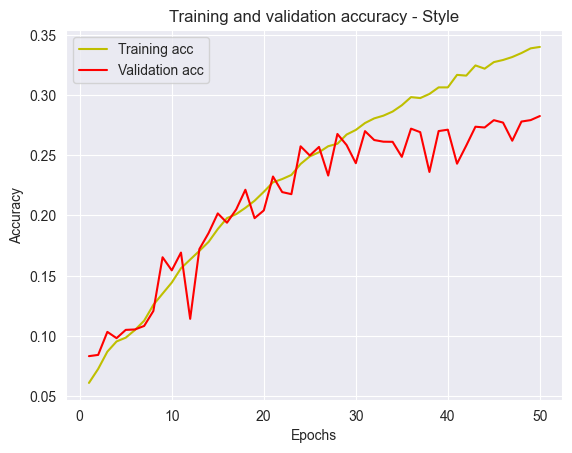 Training and validation accuracy - Style
Training acc
Validation acc
0.35
0.30
0.25
0.20
0.15
0.10
0.05
Accuracy
0
10
20
30
40
50
Epochs